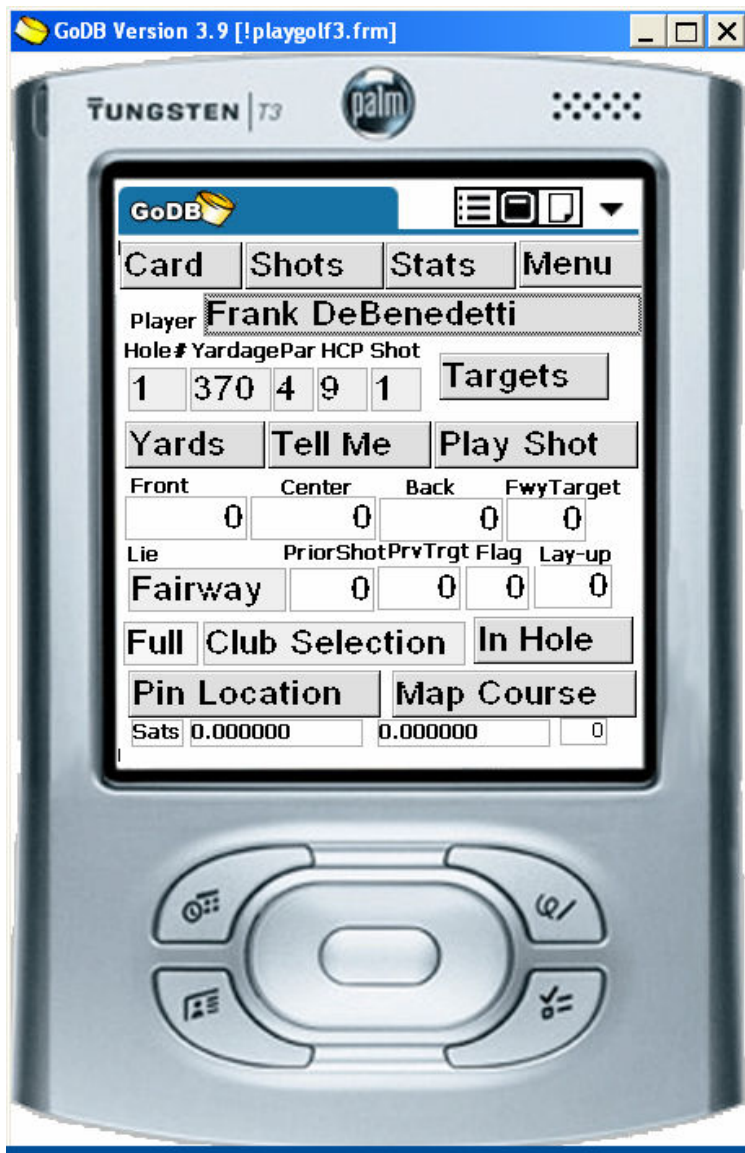 GoDB Version 3.9 [!playgolf3.frm]
TUNGSTEN | T3 palm
GoDB
Card Shots Stats Menu
Player Frank DeBenedetti
Hole# Yardage Par HCP Shot
1 370 4 9 1 Targets
Yards Tell Me Play Shot
Front Center Back FwyTarget
0 0 0 0
Lie PriorShot PrvTrgt Flag Lay-up
Fairway 0 0 0 0
Full Club Selection In Hole
Pin Location Map Course
Sats 0.000000 0.000000 0